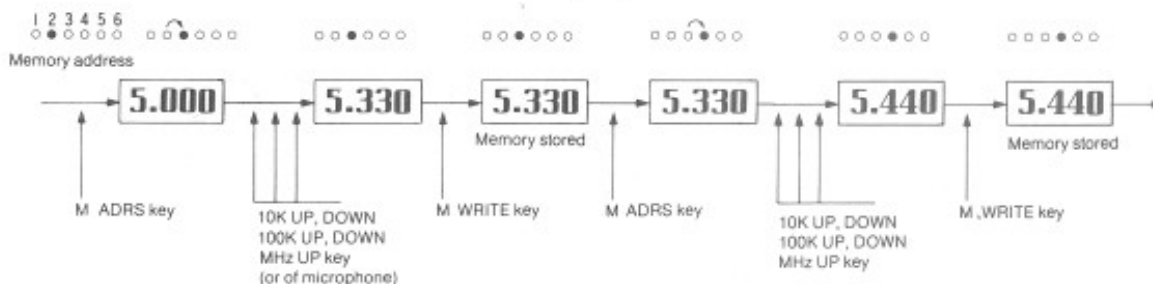 1 2 3 4 5 6
Memory address
5.000
5.330
5.330
5.330
5.440
5.440
Memory stored
Memory stored
M ADRS key
10K UP, DOWN
100K UP, DOWN
MHz UP key
(or of microphone)
M WRITE key
M ADRS key
10K UP, DOWN
100K UP, DOWN
MHz UP key
M, WRITE key